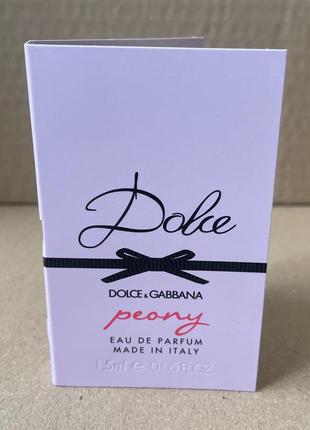 Dolce
DOLCE & GABBANA
peony
EAU DE PARFUM
MADE IN ITALY
1.5ml ℮ 0.05 FL.OZ